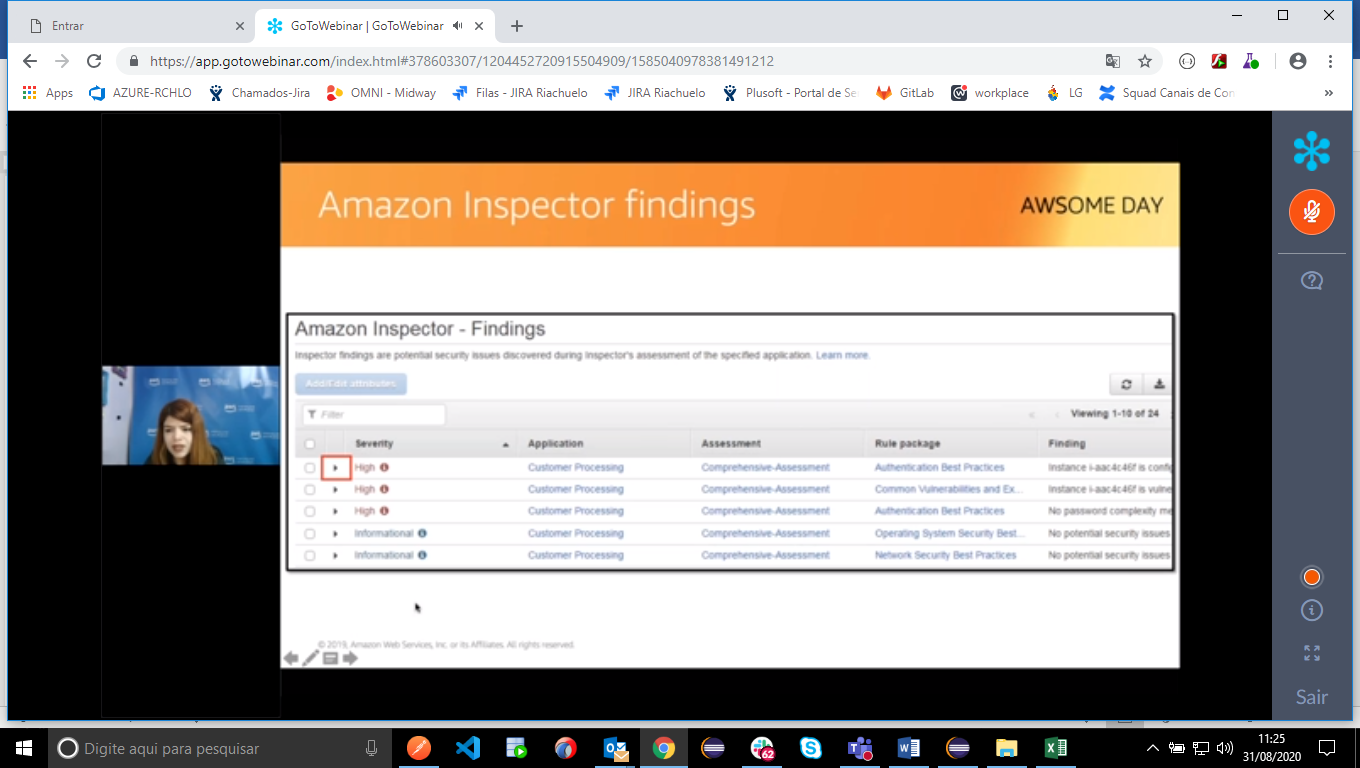 Entrar
GoToWebinar | GoToWebinar
https://app.gotowebinar.com/index.html#378603307/1204452720915504909/1585040978381491212
Apps AZURE-RCHLO Chamados-Jira OMNI - Midway Filas - JIRA Riachuelo JIRA Riachuelo Plusoft - Portal de Se GitLab workplace LG Squad Canais de Con »
Amazon Inspector findings AWSOME DAY
Amazon Inspector - Findings
Inspector findings are potential security issues discovered during Inspector's assessment of the specified application. Learn more.
Add/Edit attributes
Filter
Viewing 1-10 of 24
Severity Application Assessment Rule package Finding
High Customer Processing Comprehensive-Assessment Authentication Best Practices Instance i-aac4c46f is config
High Customer Processing Comprehensive-Assessment Common Vulnerabilities and Ex... Instance i-aac4c46f is vulne
High Customer Processing Comprehensive-Assessment Authentication Best Practices No password complexity me
Informational Customer Processing Comprehensive-Assessment Operating System Security Best... No potential security issues
Informational Customer Processing Comprehensive-Assessment Network Security Best Practices No potential security issues
© 2019, Amazon Web Services, Inc. or its Affiliates. All rights reserved.
Sair
Digite aqui para pesquisar
62
11:25
31/08/2020